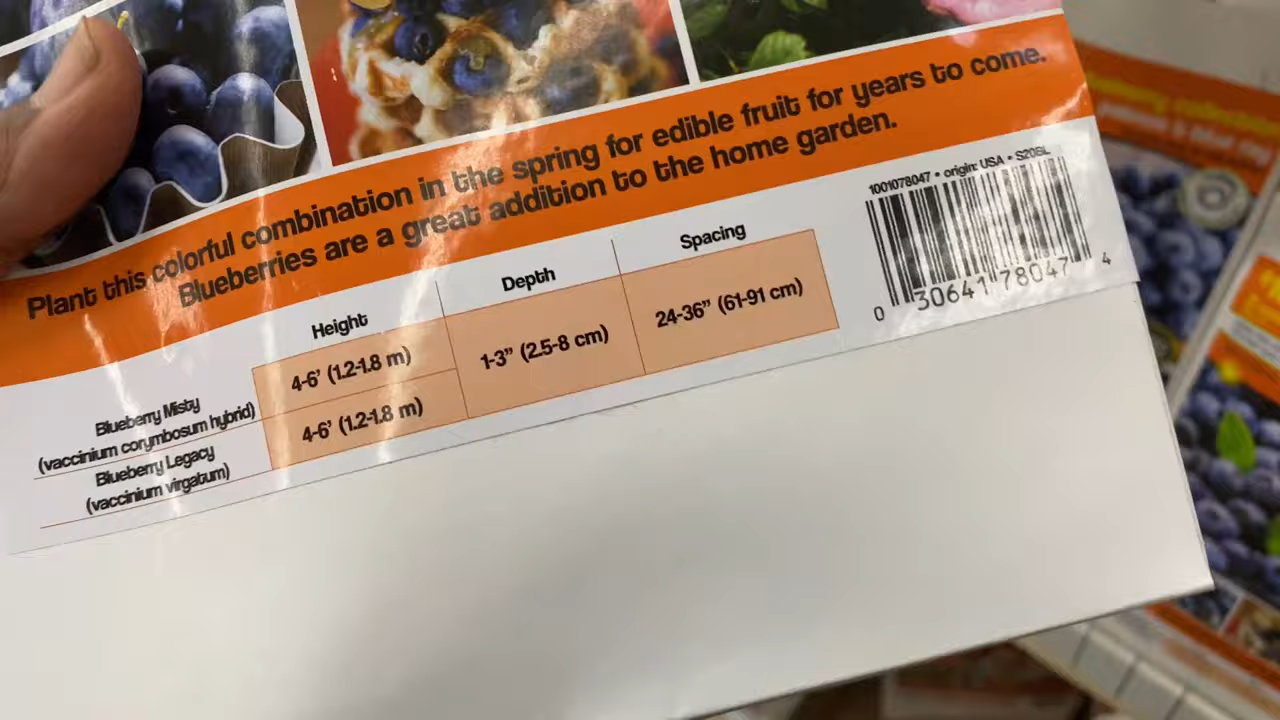 Plant this colorful combination in the spring for edible fruit for years to come.
Blueberries are a great addition to the home garden.
1001078047 • origin: USA • S20BL
0 30641 78047 4
Height Depth Spacing
Blueberry Misty
(vaccinium corymbosum hybrid)
4-6' (1.2-1.8 m) 1-3” (2.5-8 cm) 24-36” (61-91 cm)
Blueberry Legacy
(vaccinium virgatum)
4-6' (1.2-1.8 m)